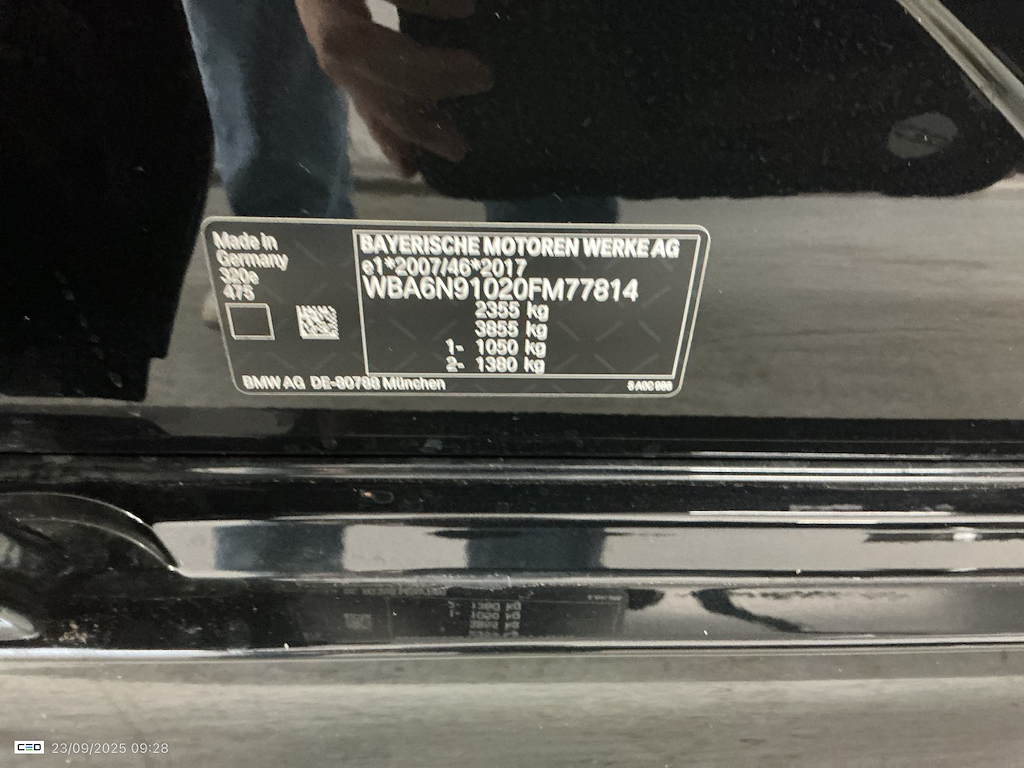 Made in
Germany
320e
475
BAYERISCHE MOTOREN WERKE AG
e1*2007/46*2017
WBA6N91020FM77814
2355 kg
3855 kg
1- 1050 kg
2- 1380 kg
BMW AG DE-80788 München
CEO 23/09/2025 09:28